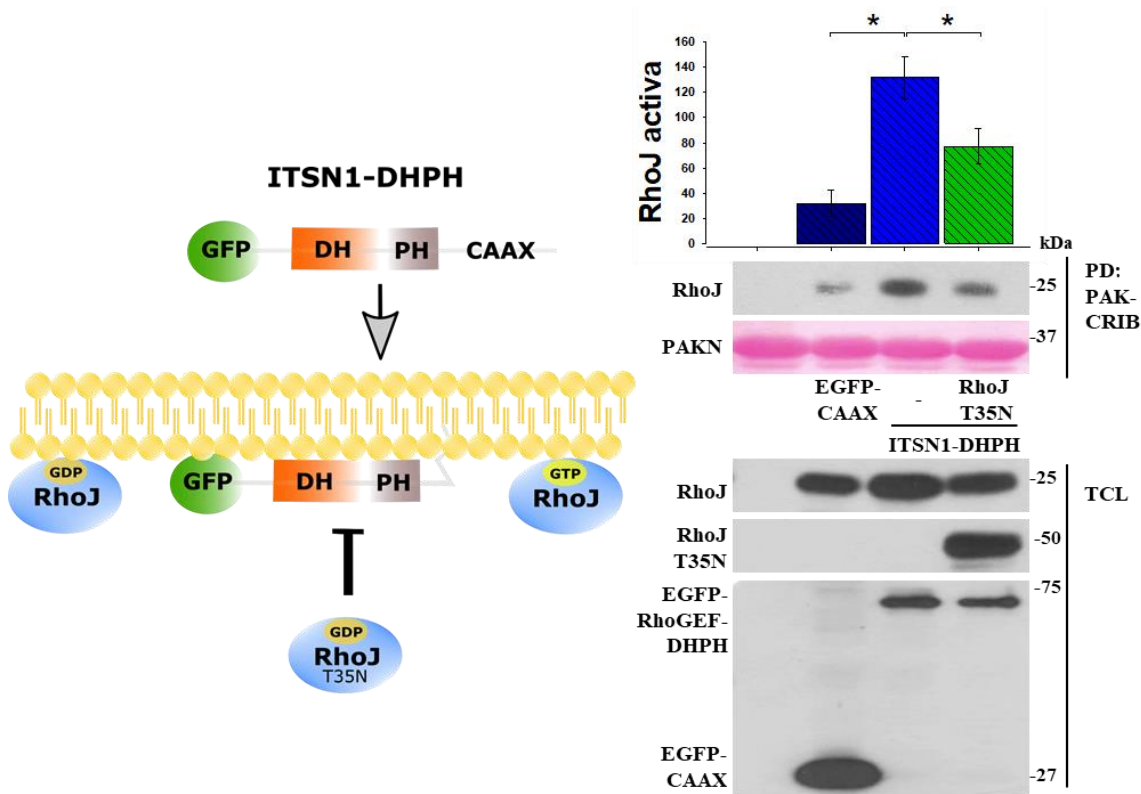 ITSN1-DHPH
GFP
DH
PH
CAAX
GDP
RhoJ
GFP
DH
PH
GTP
RhoJ
GDP
RhoJ
T35N
* *
RhoJ activa
160
140
120
100
80
60
40
20
0
kDa
RhoJ
-25
PD:
PAK-
CRIB
PAKN
-37
EGFP-
CAAX
-
RhoJ
T35N
ITSN1-DHPH
RhoJ
-25
TCL
RhoJ
T35N
-50
EGFP-
RhoGEF-
DHPH
-75
EGFP-
CAAX
-27